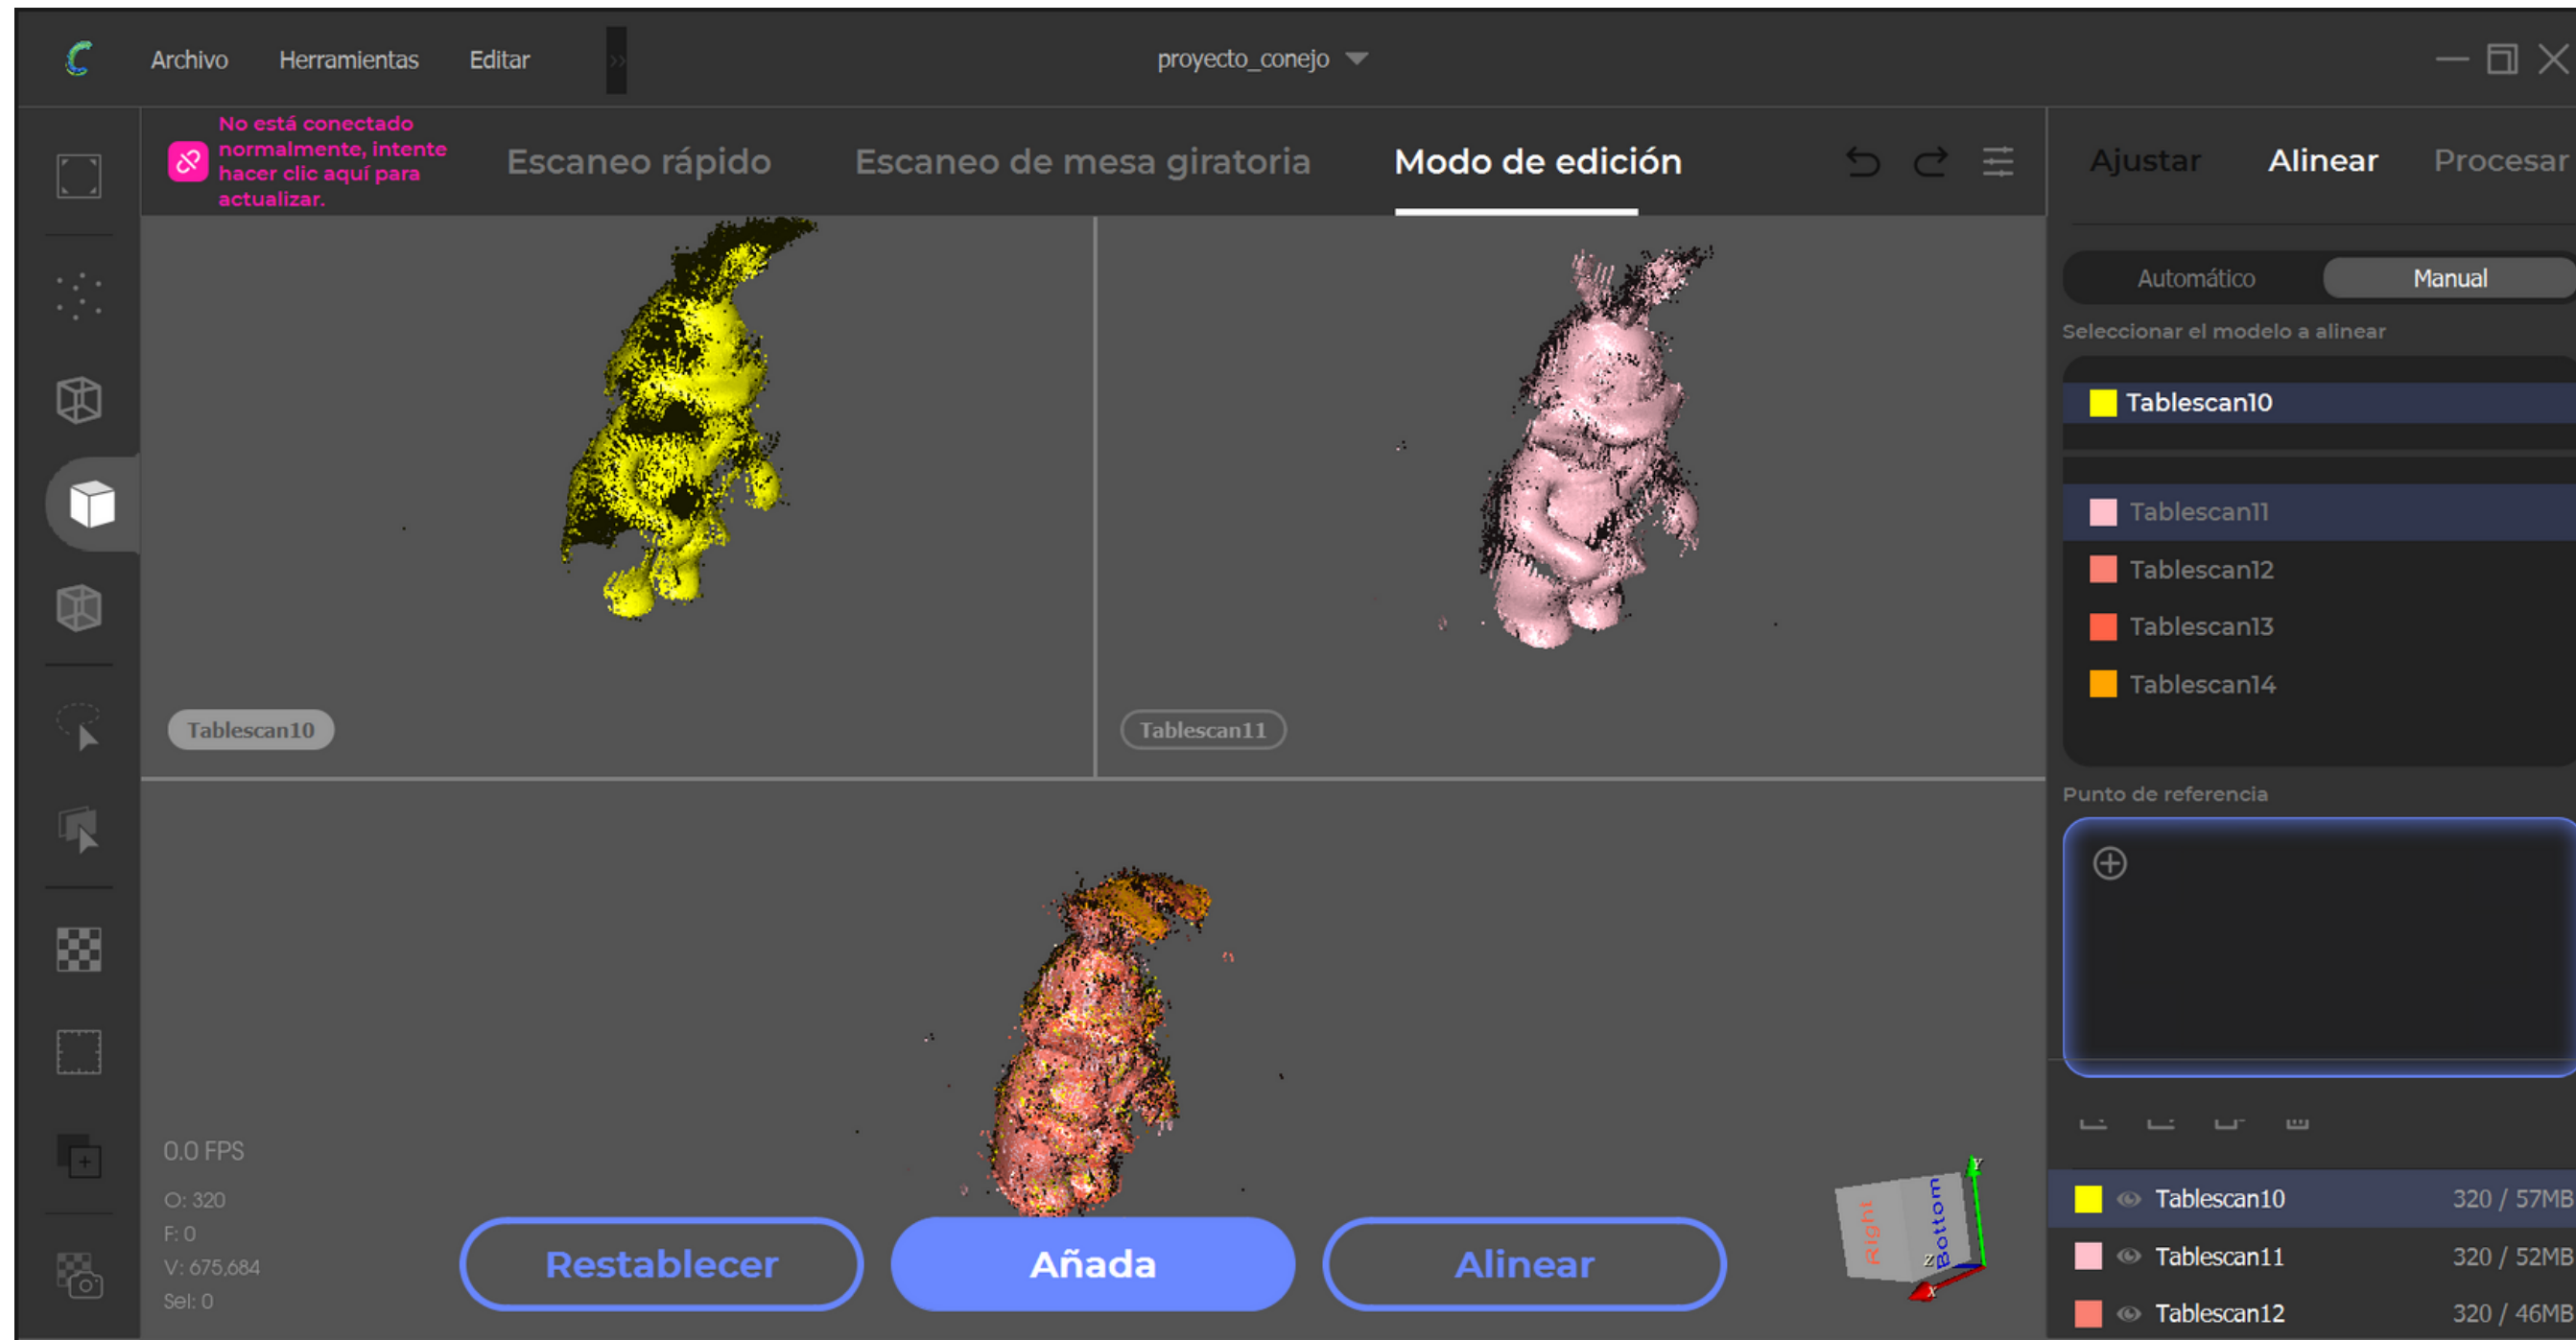 Archivo Herramientas Editar >> proyecto_conejo
No está conectado
normalmente, intente
hacer clic aquí para
actualizar.
Escaneo rápido Escaneo de mesa giratoria Modo de edición
Ajustar Alinear Procesar
Automático Manual
Seleccionar el modelo a alinear
Tablescan10
Tablescan11
Tablescan12
Tablescan13
Tablescan14
Tablescan10
Tablescan11
Punto de referencia
0.0 FPS
O: 320
F: 0
V: 675,684
Sel: 0
Restablecer Añada Alinear
Right Bottom
Y
Z
X
Tablescan10 320 / 57MB
Tablescan11 320 / 52MB
Tablescan12 320 / 46MB